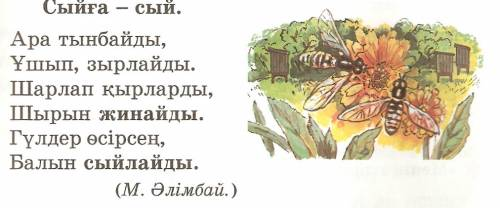 Сыйға – сый.
Ара тынбайды,
Ұшып, зырлайды.
Шарлап қырларды,
Шырын жинайды.
Гүлдер өсірсең,
Балын сыйлайды.
(М. Әлімбай.)